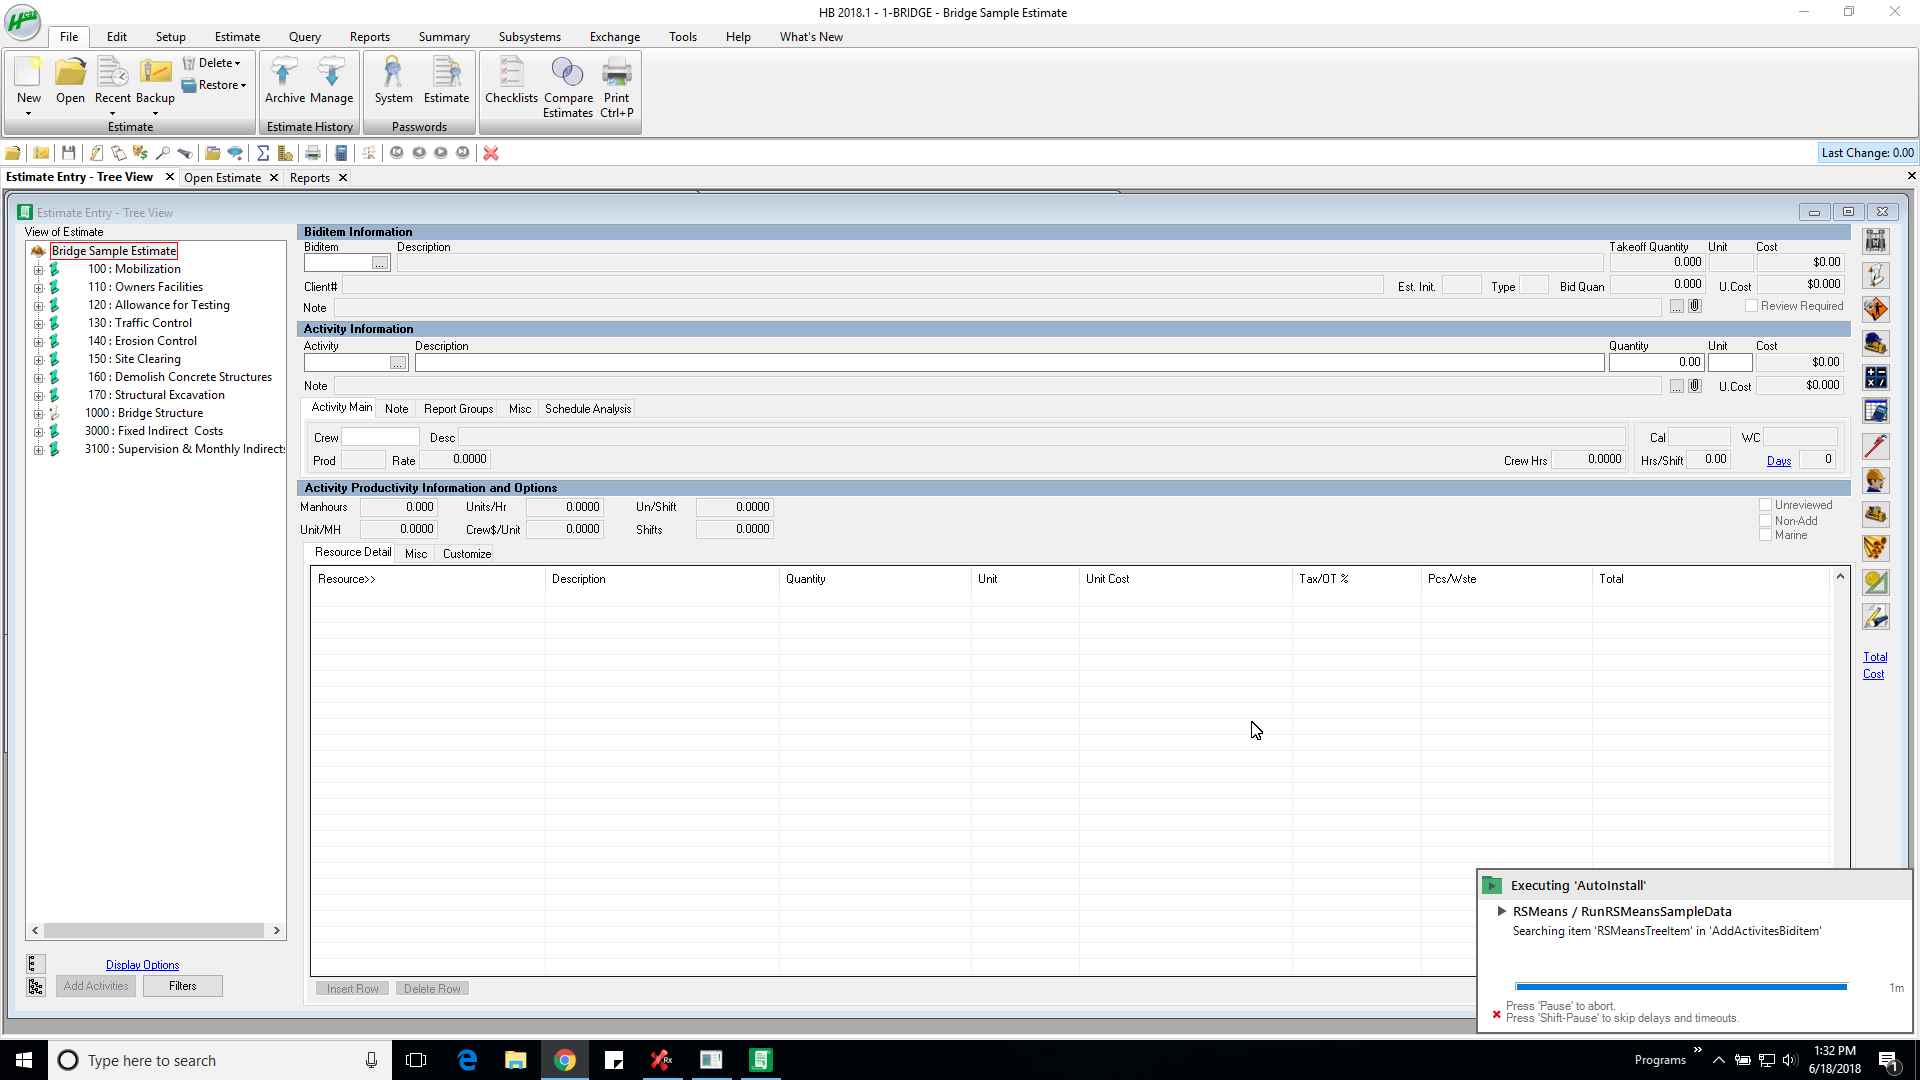 HB 2018.1 - 1-BRIDGE - Bridge Sample Estimate
File Edit Setup Estimate Query Reports Summary Subsystems Exchange Tools Help What's New
New Open Recent Backup Delete Restore
Estimate
Archive Manage
Estimate History
System Estimate
Passwords
Checklists Compare Estimates Print Ctrl+P
Last Change: 0.00
Estimate Entry - Tree View Open Estimate Reports
Estimate Entry - Tree View
View of Estimate
Bridge Sample Estimate
100 : Mobilization
110 : Owners Facilities
120 : Allowance for Testing
130 : Traffic Control
140 : Erosion Control
150 : Site Clearing
160 : Demolish Concrete Structures
170 : Structural Excavation
1000 : Bridge Structure
3000 : Fixed Indirect Costs
3100 : Supervision & Monthly Indirects
Display Options
Add Activities Filters
Biditem Information
Biditem Description Takeoff Quantity Unit Cost
... 0.000 $0.00
Client# Est. Init. Type Bid Quan 0.000 U.Cost $0.000
Note ... Review Required
Activity Information
Activity Description Quantity Unit Cost
... 0.00 $0.00
Note ... U.Cost $0.000
Activity Main Note Report Groups Misc Schedule Analysis
Crew Desc Cal WC
Prod Rate 0.0000 Crew Hrs 0.0000 Hrs/Shift 0.00 Days 0
Activity Productivity Information and Options
Manhours 0.000 Units/Hr 0.0000 Un/Shift 0.0000 Unreviewed
Non-Add
Unit/MH 0.0000 Crew$/Unit 0.0000 Shifts 0.0000 Marine
Resource Detail Misc Customize
Resource>> Description Quantity Unit Unit Cost Tax/OT % Pcs/Wste Total
Insert Row Delete Row
Total
Cost
Executing 'AutoInstall'
RSMeans / RunRSMeansSampleData
Searching item 'RSMeansTreeItem' in 'AddActivitesBiditem'
1m
Press 'Pause' to abort.
Press 'Shift-Pause' to skip delays and timeouts.
Type here to search
Programs
1:32 PM
6/18/2018
1